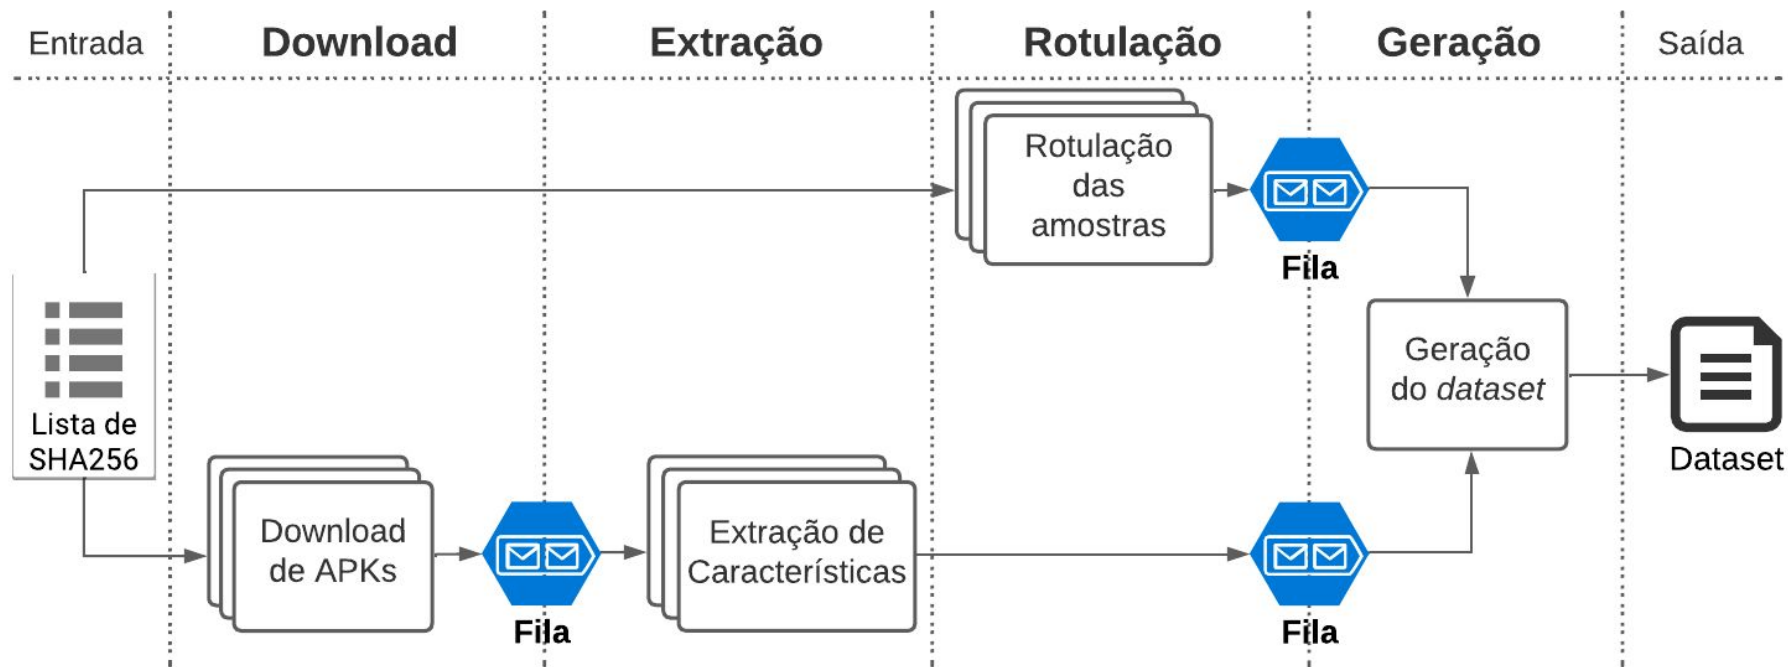 Entrada
Download
Extração
Rotulação
Geração
Saída
Rotulação
das
amostras
Fila
Lista de
SHA256
Geração
do dataset
Dataset
Download
de APKs
Fila
Extração de
Características
Fila